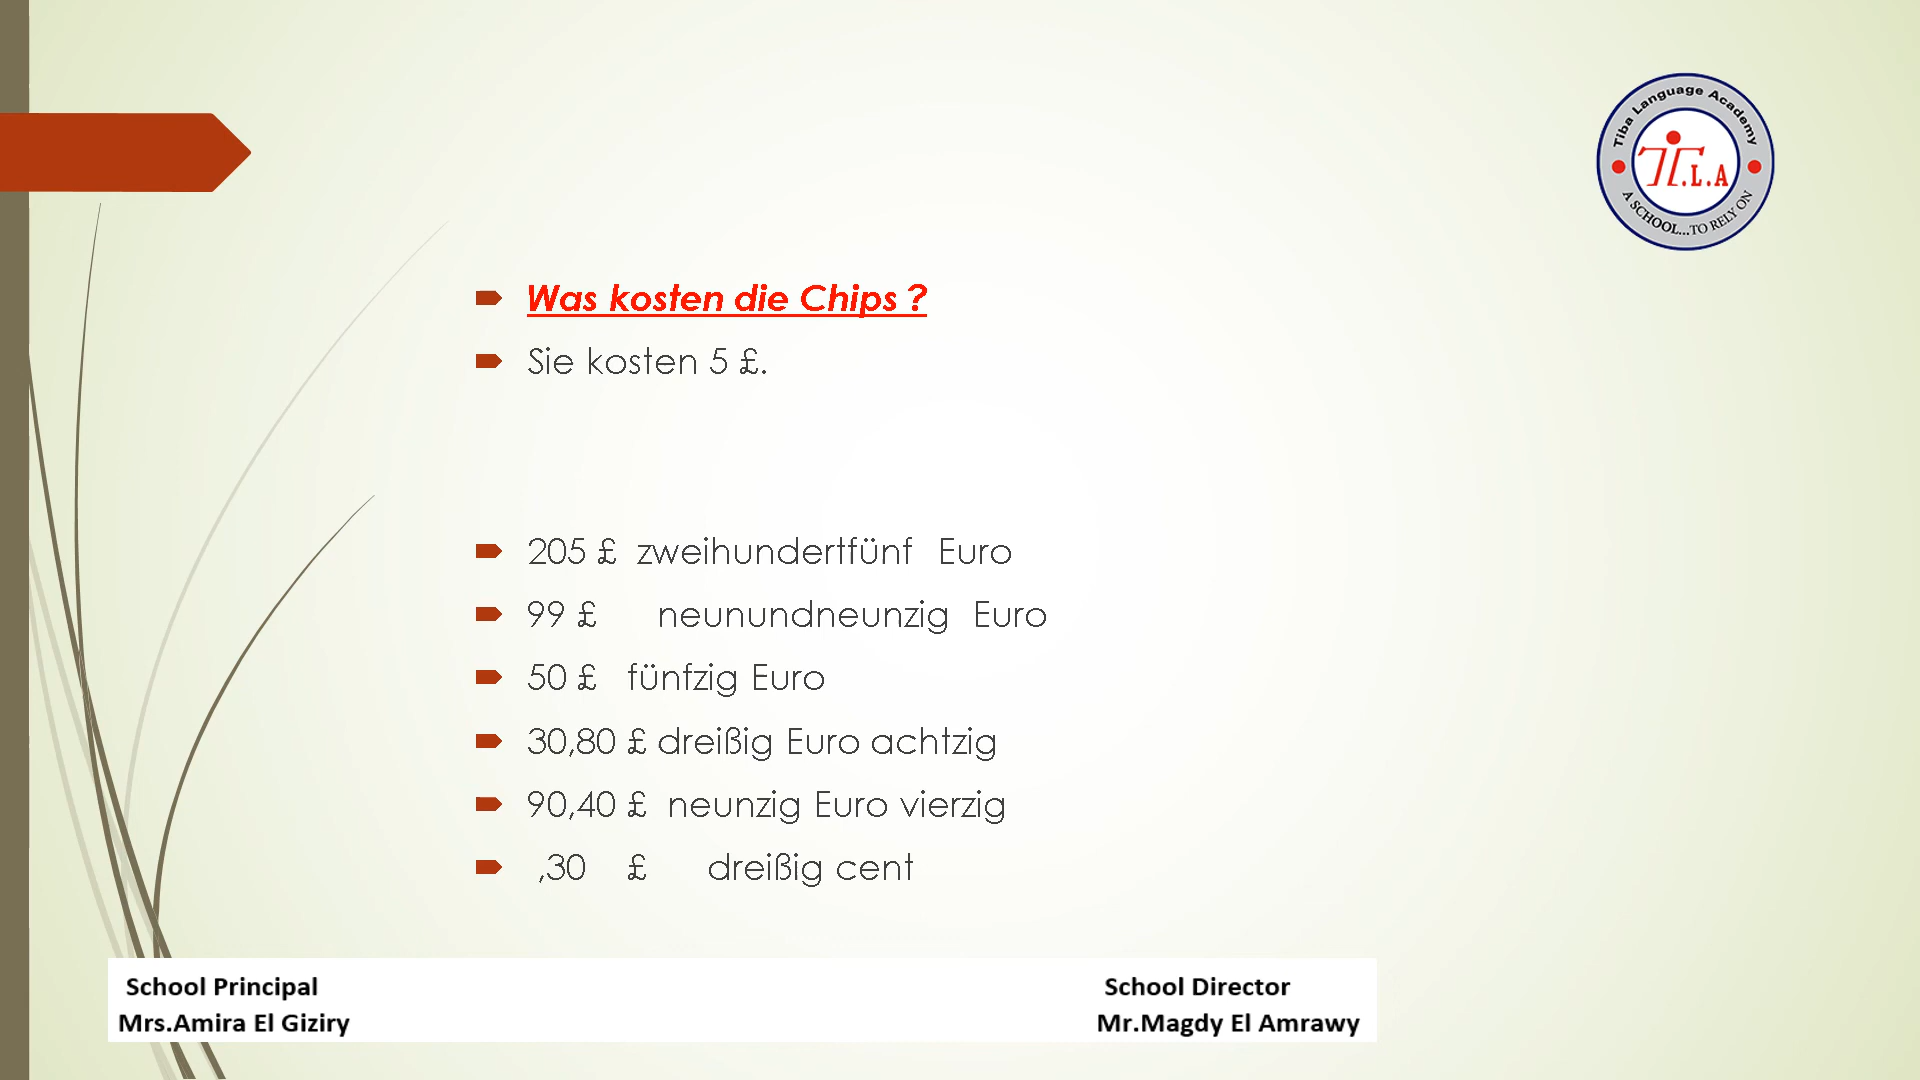 Tiba Language Academy
T.L.A
A SCHOOL...TO RELY ON
Was kosten die Chips ?
Sie kosten 5 £.
205 £ zweihundertfünf Euro
99 £ neunundneunzig Euro
50 £ fünfzig Euro
30,80 £ dreißig Euro achtzig
90,40 £ neunzig Euro vierzig
,30 £ dreißig cent
School Principal School Director
Mrs.Amira El Giziry Mr.Magdy El Amrawy